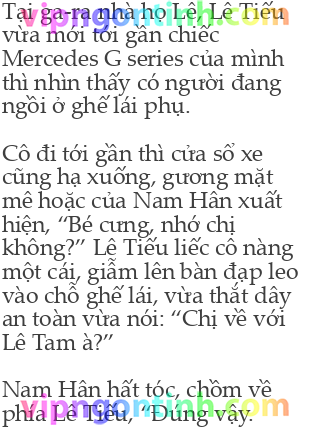 Tại ga-ra nhà họ Lê, Lê Tiếu
vipngontinh.com
vừa mới tới gần chiếc
Mercedes G series của mình
thì nhìn thấy có người đang
ngồi ở ghế lái phụ.
Cô đi tới gần thì cửa sổ xe
cũng hạ xuống, gương mặt
mê hoặc của Nam Hân xuất
hiện, “Bé cưng, nhớ chị
không?” Lê Tiếu liếc cô nàng
một cái, giẫm lên bàn đạp leo
vào chỗ ghế lái, vừa thắt dây
an toàn vừa nói: “Chị về với
Lê Tam à?”
Nam Hân hất tóc, chồm về
phía Lê Tiếu, “Đúng vậy.
vipngontinh.com